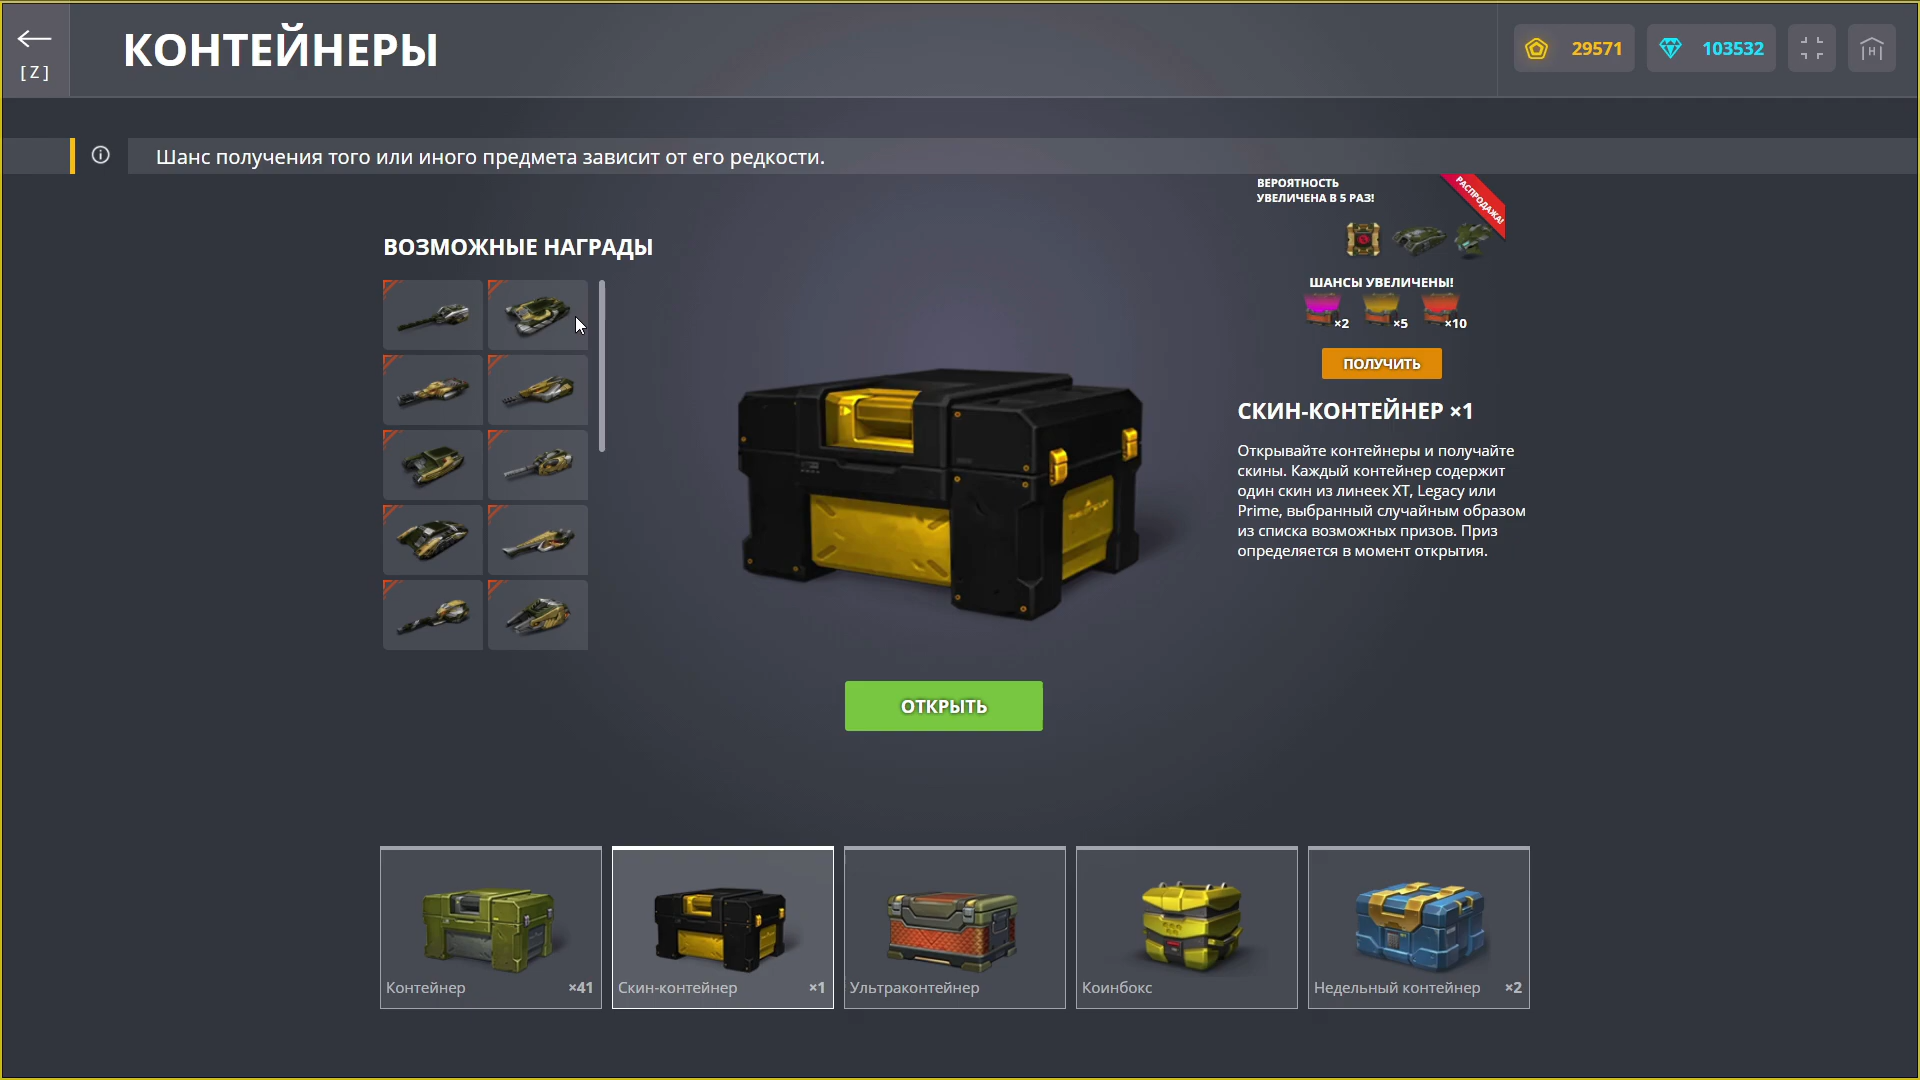 КОНТЕЙНЕРЫ
[Z]
29571
103532
Шанс получения того или иного предмета зависит от его редкости.
ВЕРОЯТНОСТЬ
УВЕЛИЧЕНА В 5 РАЗ!
РАСПРОДАЖА!
ВОЗМОЖНЫЕ НАГРАДЫ
ШАНСЫ УВЕЛИЧЕНЫ!
×2 ×5 ×10
ПОЛУЧИТЬ
СКИН-КОНТЕЙНЕР ×1
Открывайте контейнеры и получайте
скины. Каждый контейнер содержит
один скин из линеек XT, Legacy или
Prime, выбранный случайным образом
из списка возможных призов. Приз
определяется в момент открытия.
ОТКРЫТЬ
Контейнер ×41
Скин-контейнер ×1
Ультраконтейнер
Коинбокс
Недельный контейнер ×2